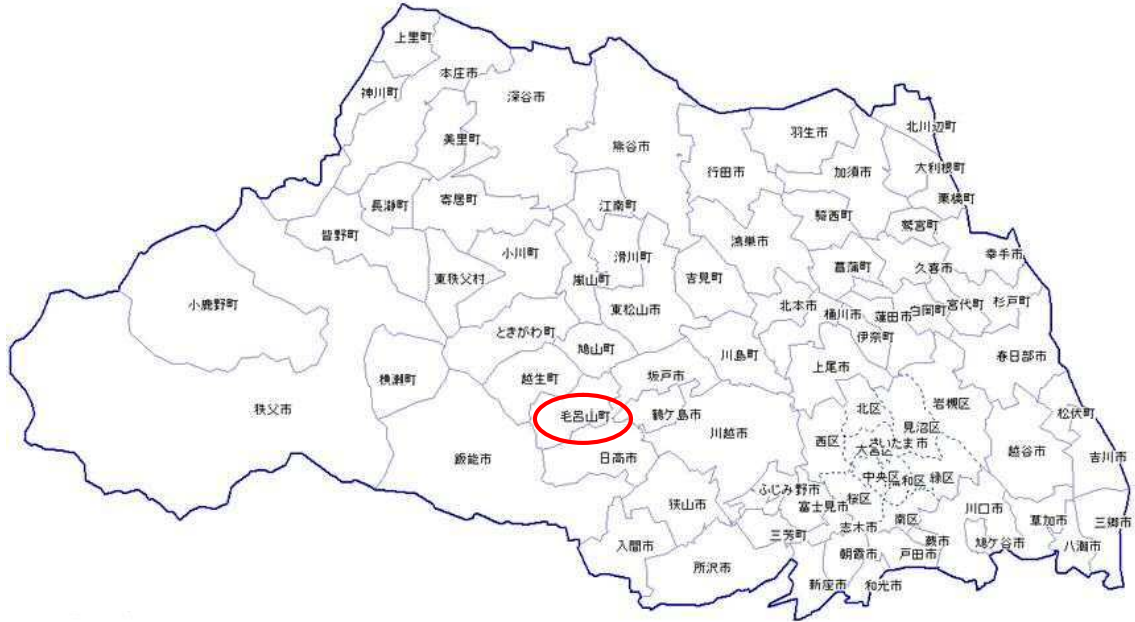 上里町
本庄市
神川町
深谷市
美里町
熊谷市
羽生市
北川辺町
行田市
加須市
大利根町
栗橋町
長瀞町
寄居町
江南町
騎西町
鷲宮町
皆野町
鴻巣市
小川町
滑川町
幸手市
東秩父村
嵐山町
吉見町
菖蒲町
久喜市
小鹿野町
東松山市
北本市
桶川市
蓮田市
白岡町
宮代町
杉戸町
ときがわ町
鳩山町
川島町
伊奈町
上尾市
春日部市
横瀬町
越生町
坂戸市
秩父市
毛呂山町
鶴ケ島市
川越市
北区
岩槻区
見沼区
松伏町
西区
大宮区
さいたま市
越谷市
吉川市
飯能市
日高市
中央区
浦和区
緑区
ふじみ野市
狭山市
富士見市
桜区
南区
川口市
草加市
三郷市
入間市
三芳町
志木市
蕨市
鳩ケ谷市
八潮市
所沢市
朝霞市
戸田市
新座市
和光市